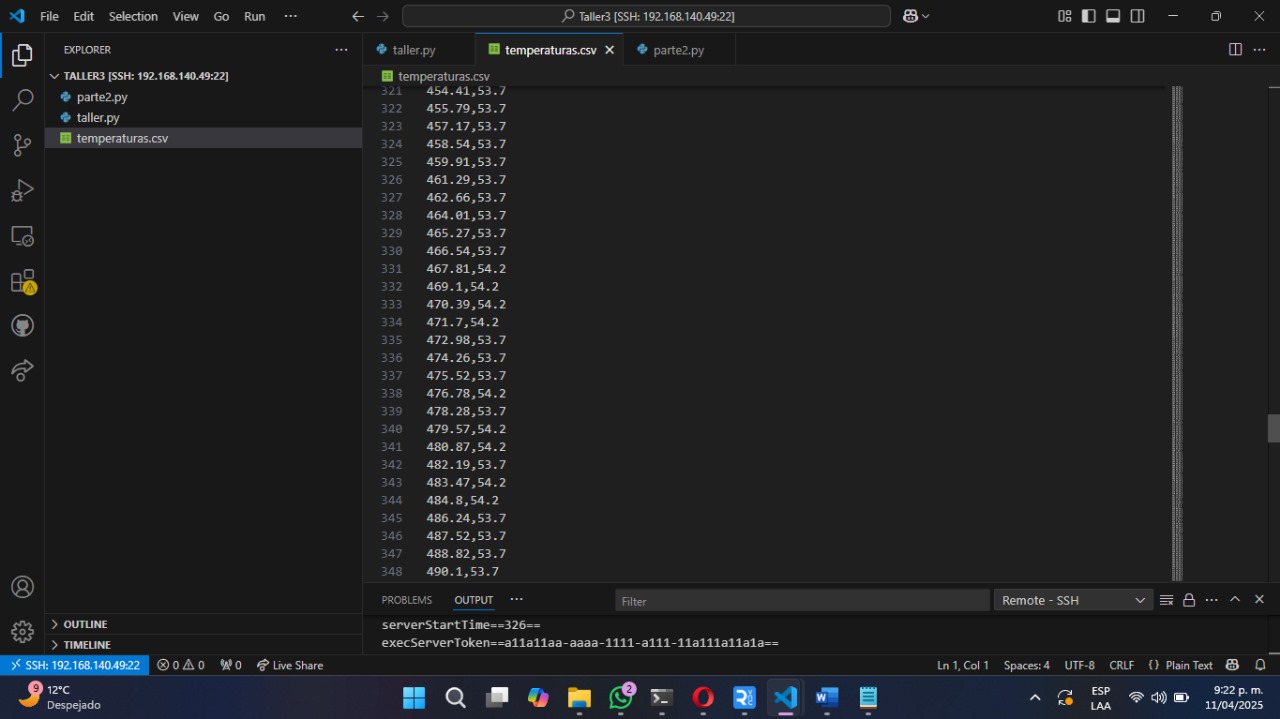 File Edit Selection View Go Run ··· Taller3 [SSH: 192.168.140.49:22]
EXPLORER ···
TALLER3 [SSH: 192.168.140.49:22]
parte2.py
taller.py
temperaturas.csv
OUTLINE
TIMELINE
taller.py temperaturas.csv parte2.py ···
temperaturas.csv
321 454.41,53.7
322 455.79,53.7
323 457.17,53.7
324 458.54,53.7
325 459.91,53.7
326 461.29,53.7
327 462.66,53.7
328 464.01,53.7
329 465.27,53.7
330 466.54,53.7
331 467.81,54.2
332 469.1,54.2
333 470.39,54.2
334 471.7,54.2
335 472.98,53.7
336 474.26,53.7
337 475.52,53.7
338 476.78,54.2
339 478.28,53.7
340 479.57,54.2
341 480.87,54.2
342 482.19,53.7
343 483.47,54.2
344 484.8,54.2
345 486.24,53.7
346 487.52,53.7
347 488.82,53.7
348 490.1,53.7
PROBLEMS OUTPUT ··· Filter Remote - SSH ···
serverStartTime==326==
execServerToken==a11a11aa-aaaa-1111-a111-11a111a11a1a==
SSH: 192.168.140.49:22 0 0 0 Live Share Ln 1, Col 1 Spaces: 4 UTF-8 CRLF {} Plain Text
9 12°C
Despejado
2
ESP
LAA
9:22 p. m.
11/04/2025